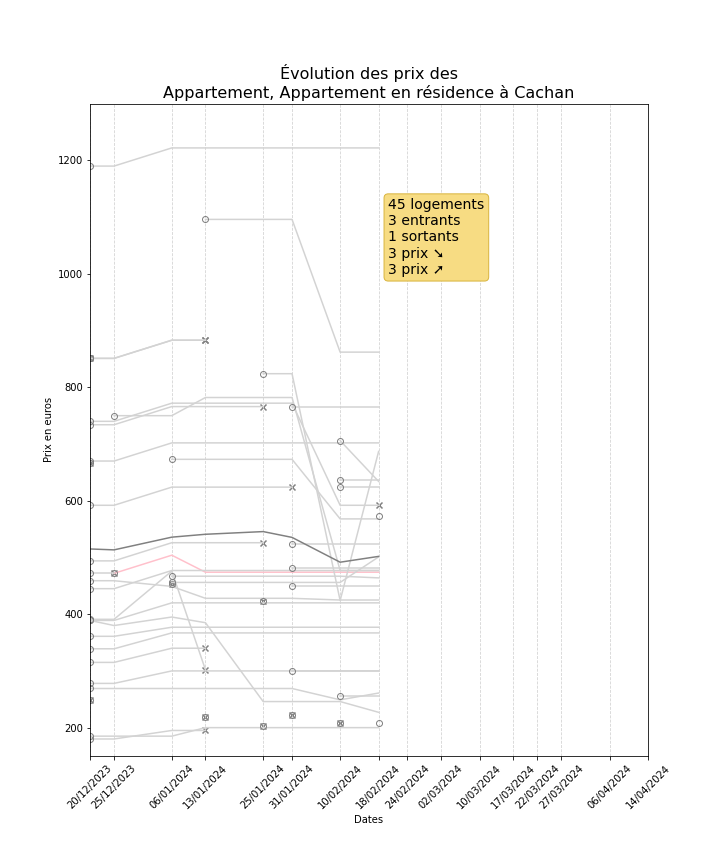 Évolution des prix des
Appartement, Appartement en résidence à Cachan
45 logements
3 entrants
1 sortants
3 prix ➘
3 prix ➚
Prix en euros
1200
1000
800
600
400
200
20/12/2023
25/12/2023
06/01/2024
13/01/2024
25/01/2024
31/01/2024
10/02/2024
18/02/2024
24/02/2024
02/03/2024
10/03/2024
17/03/2024
22/03/2024
27/03/2024
06/04/2024
14/04/2024
Dates